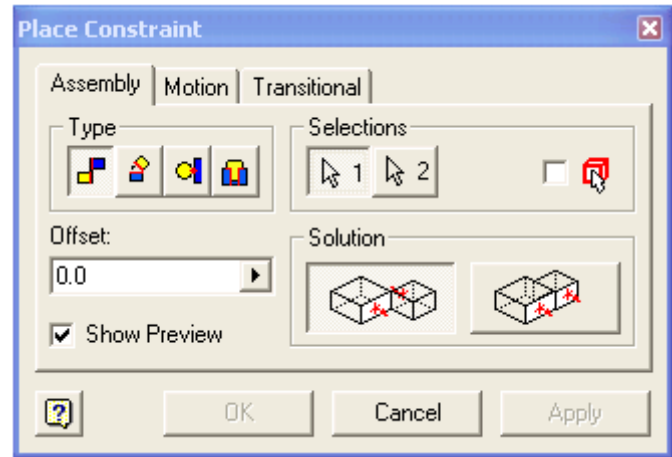 Place Constraint
Assembly Motion Transitional
Type
Selections
1 2
Offset:
0.0
Solution
Show Preview
? OK Cancel Apply